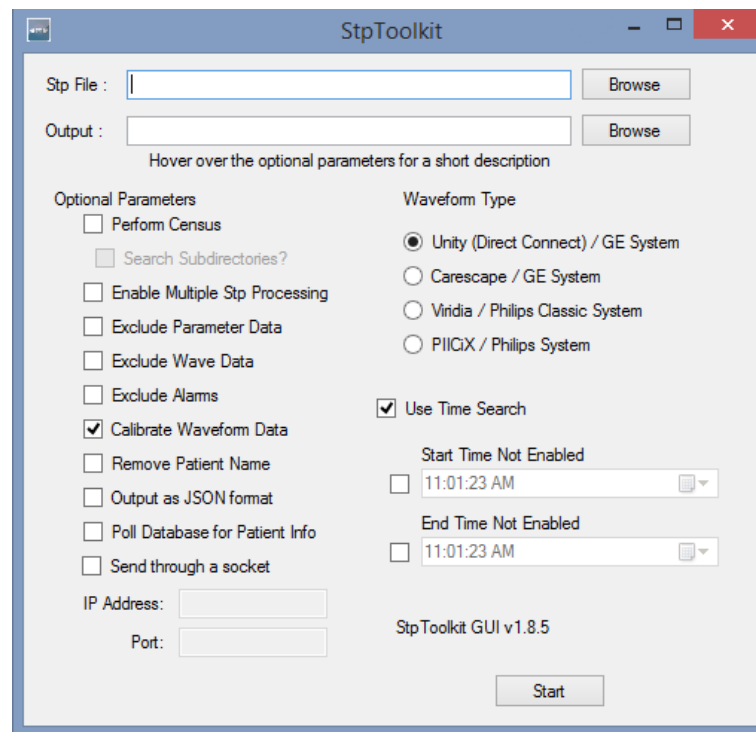 StpToolkit
Stp File :
Browse
Output :
Browse
Hover over the optional parameters for a short description
Optional Parameters
Perform Census
Search Subdirectories?
Enable Multiple Stp Processing
Exclude Parameter Data
Exclude Wave Data
Exclude Alarms
Calibrate Waveform Data
Remove Patient Name
Output as JSON format
Poll Database for Patient Info
Send through a socket
IP Address:
Port:
Waveform Type
Unity (Direct Connect) / GE System
Carescape / GE System
Viridia / Philips Classic System
PIICiX / Philips System
Use Time Search
Start Time Not Enabled
11:01:23 AM
End Time Not Enabled
11:01:23 AM
StpToolkit GUI v1.8.5
Start